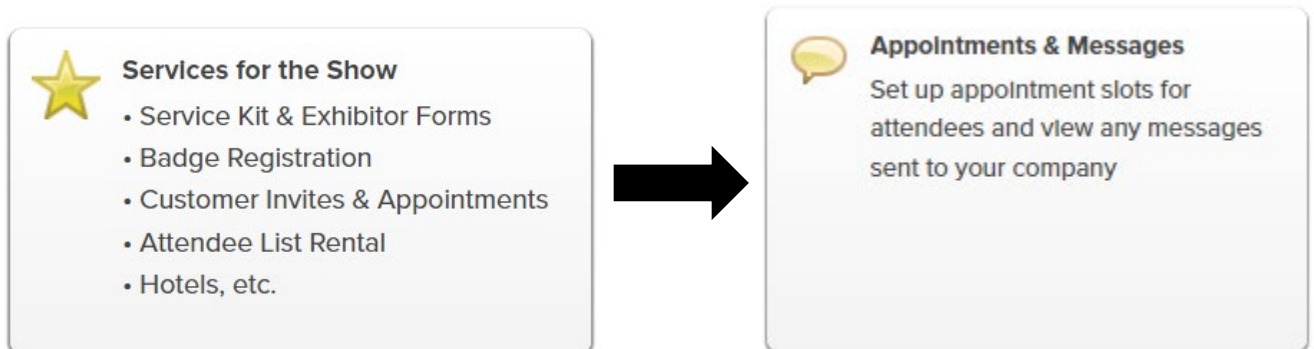 Services for the Show
• Service Kit & Exhibitor Forms
• Badge Registration
• Customer Invites & Appointments
• Attendee List Rental
• Hotels, etc.
Appointments & Messages
Set up appointment slots for
attendees and view any messages
sent to your company